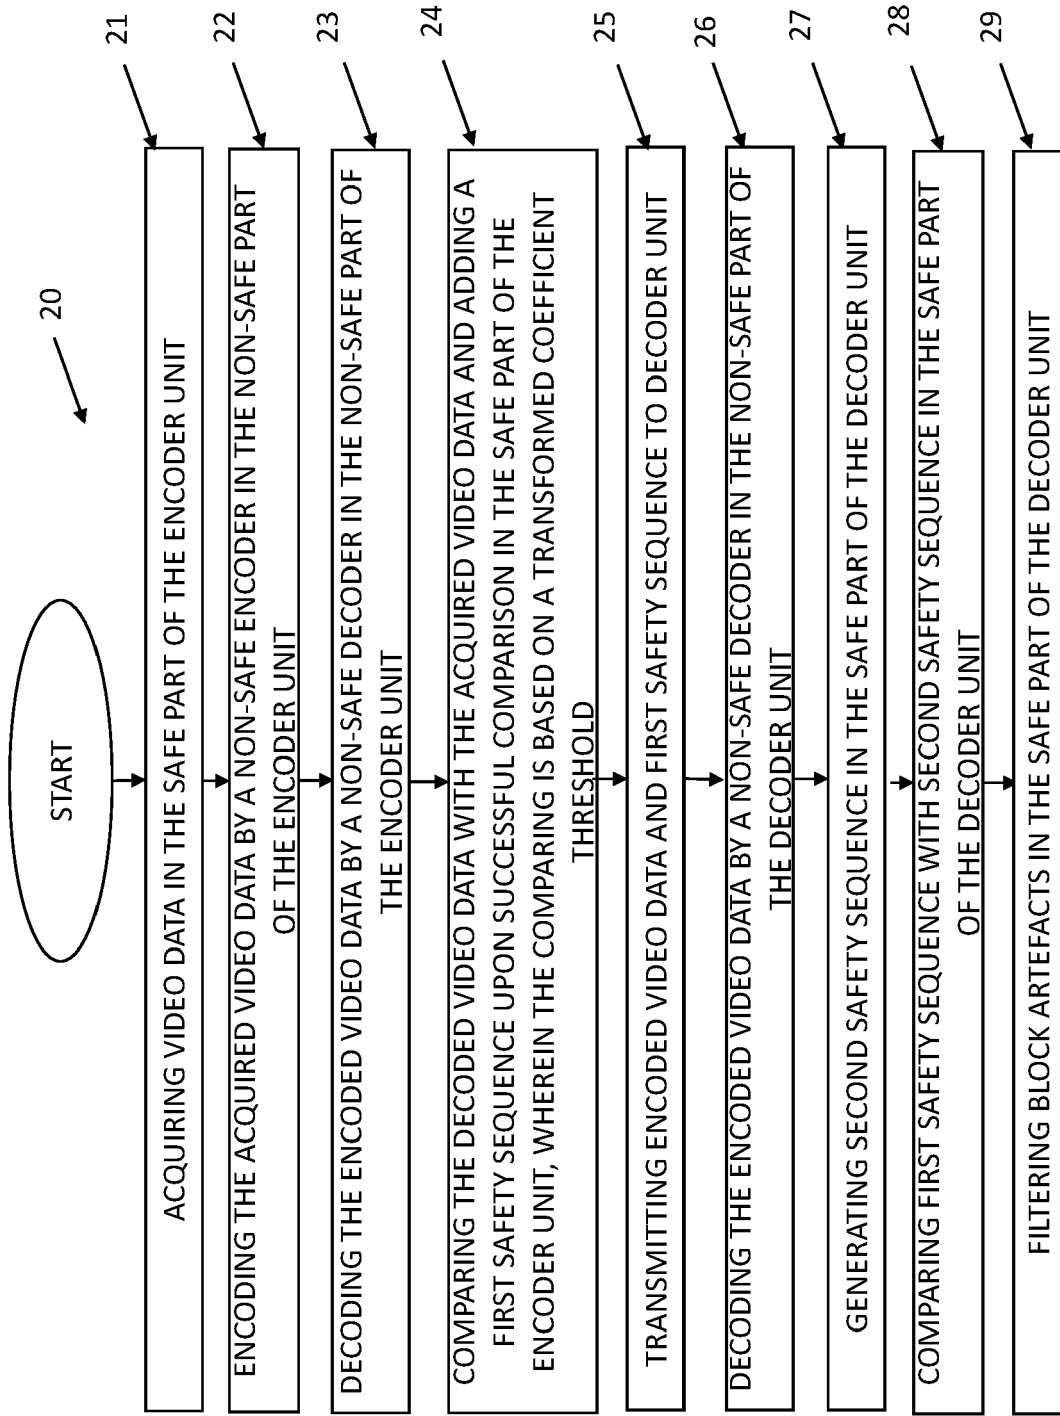 20
START
21
ACQUIRING VIDEO DATA IN THE SAFE PART OF THE ENCODER UNIT
22
ENCODING THE ACQUIRED VIDEO DATA BY A NON-SAFE ENCODER IN THE NON-SAFE PART
OF THE ENCODER UNIT
23
DECODING THE ENCODED VIDEO DATA BY A NON-SAFE DECODER IN THE NON-SAFE PART OF
THE ENCODER UNIT
24
COMPARING THE DECODED VIDEO DATA WITH THE ACQUIRED VIDEO DATA AND ADDING A
FIRST SAFETY SEQUENCE UPON SUCCESSFUL COMPARISON IN THE SAFE PART OF THE
ENCODER UNIT, WHEREIN THE COMPARING IS BASED ON A TRANSFORMED COEFFICIENT
THRESHOLD
25
TRANSMITTING ENCODED VIDEO DATA AND FIRST SAFETY SEQUENCE TO DECODER UNIT
26
DECODING THE ENCODED VIDEO DATA BY A NON-SAFE DECODER IN THE NON-SAFE PART OF
THE DECODER UNIT
27
GENERATING SECOND SAFETY SEQUENCE IN THE SAFE PART OF THE DECODER UNIT
28
COMPARING FIRST SAFETY SEQUENCE WITH SECOND SAFETY SEQUENCE IN THE SAFE PART
OF THE DECODER UNIT
29
FILTERING BLOCK ARTEFACTS IN THE SAFE PART OF THE DECODER UNIT